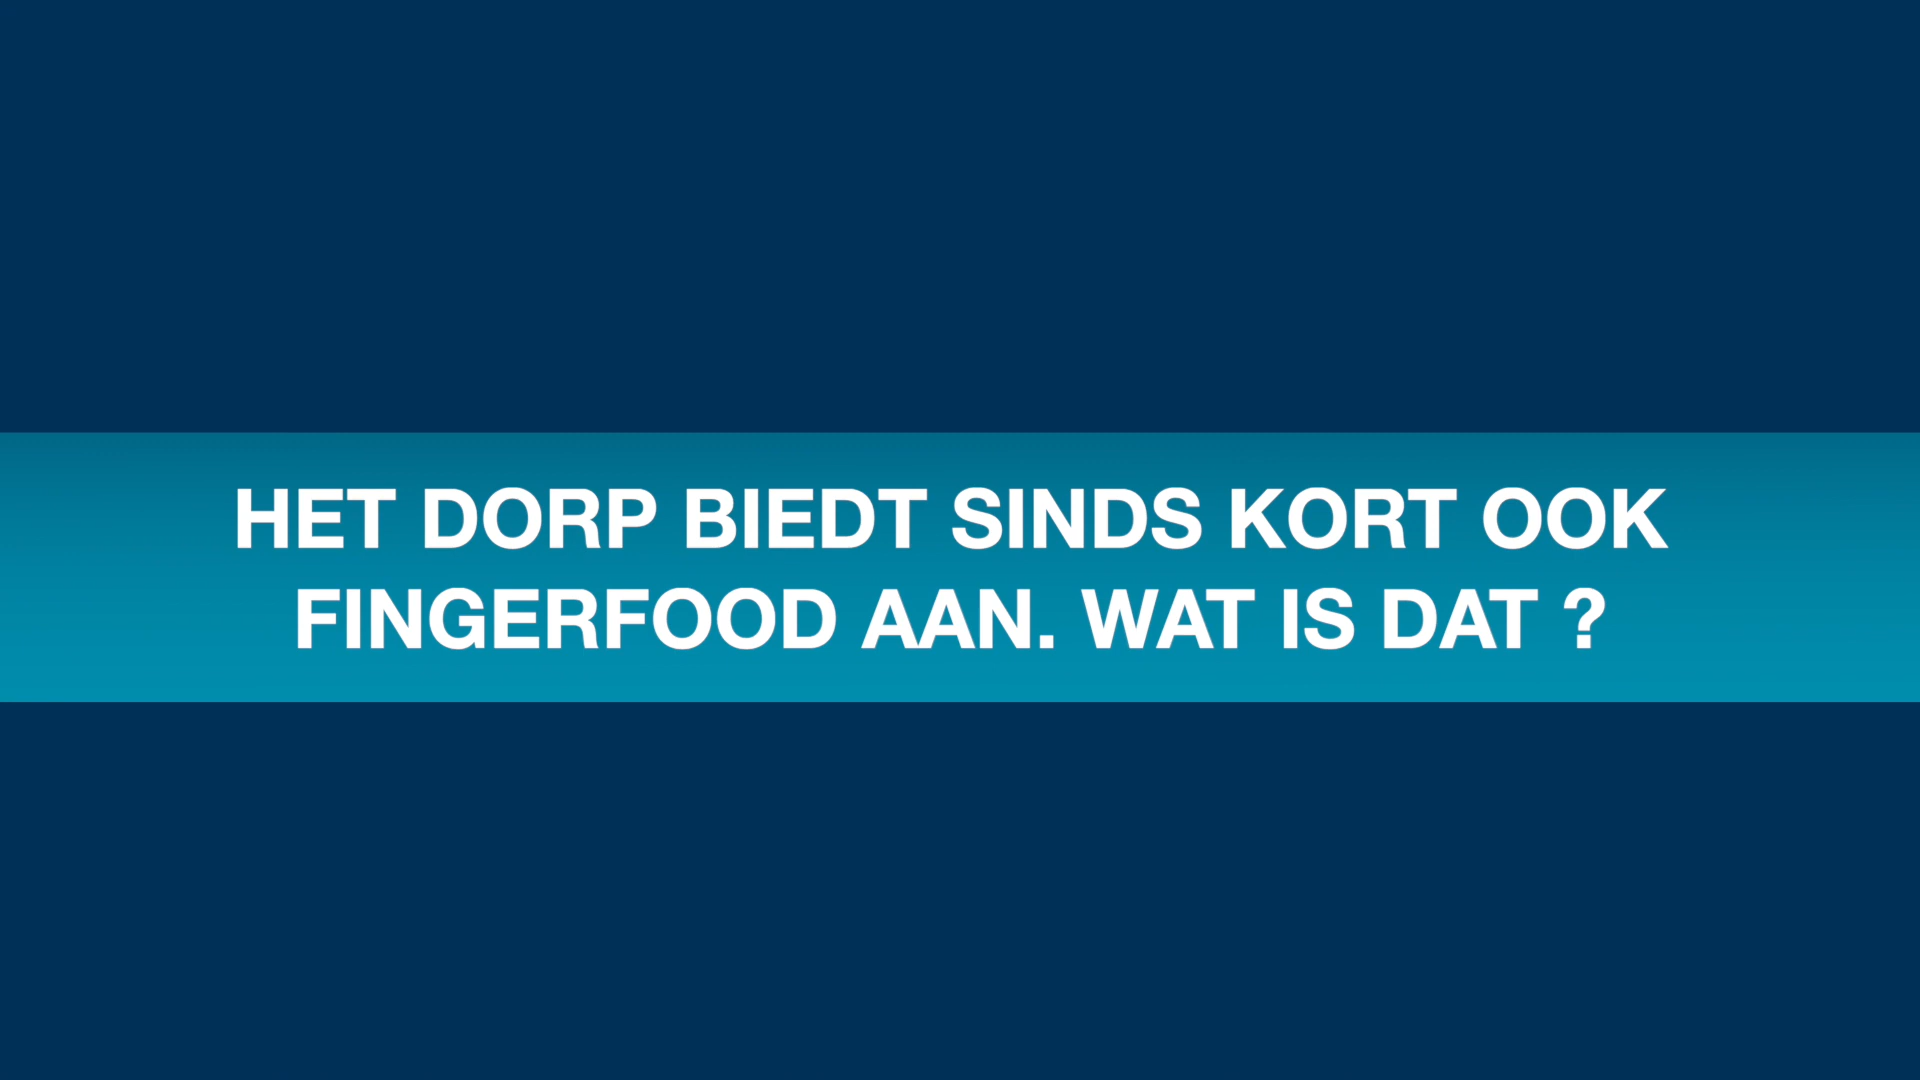 HET DORP BIEDT SINDS KORT OOK
FINGERFOOD AAN. WAT IS DAT ?